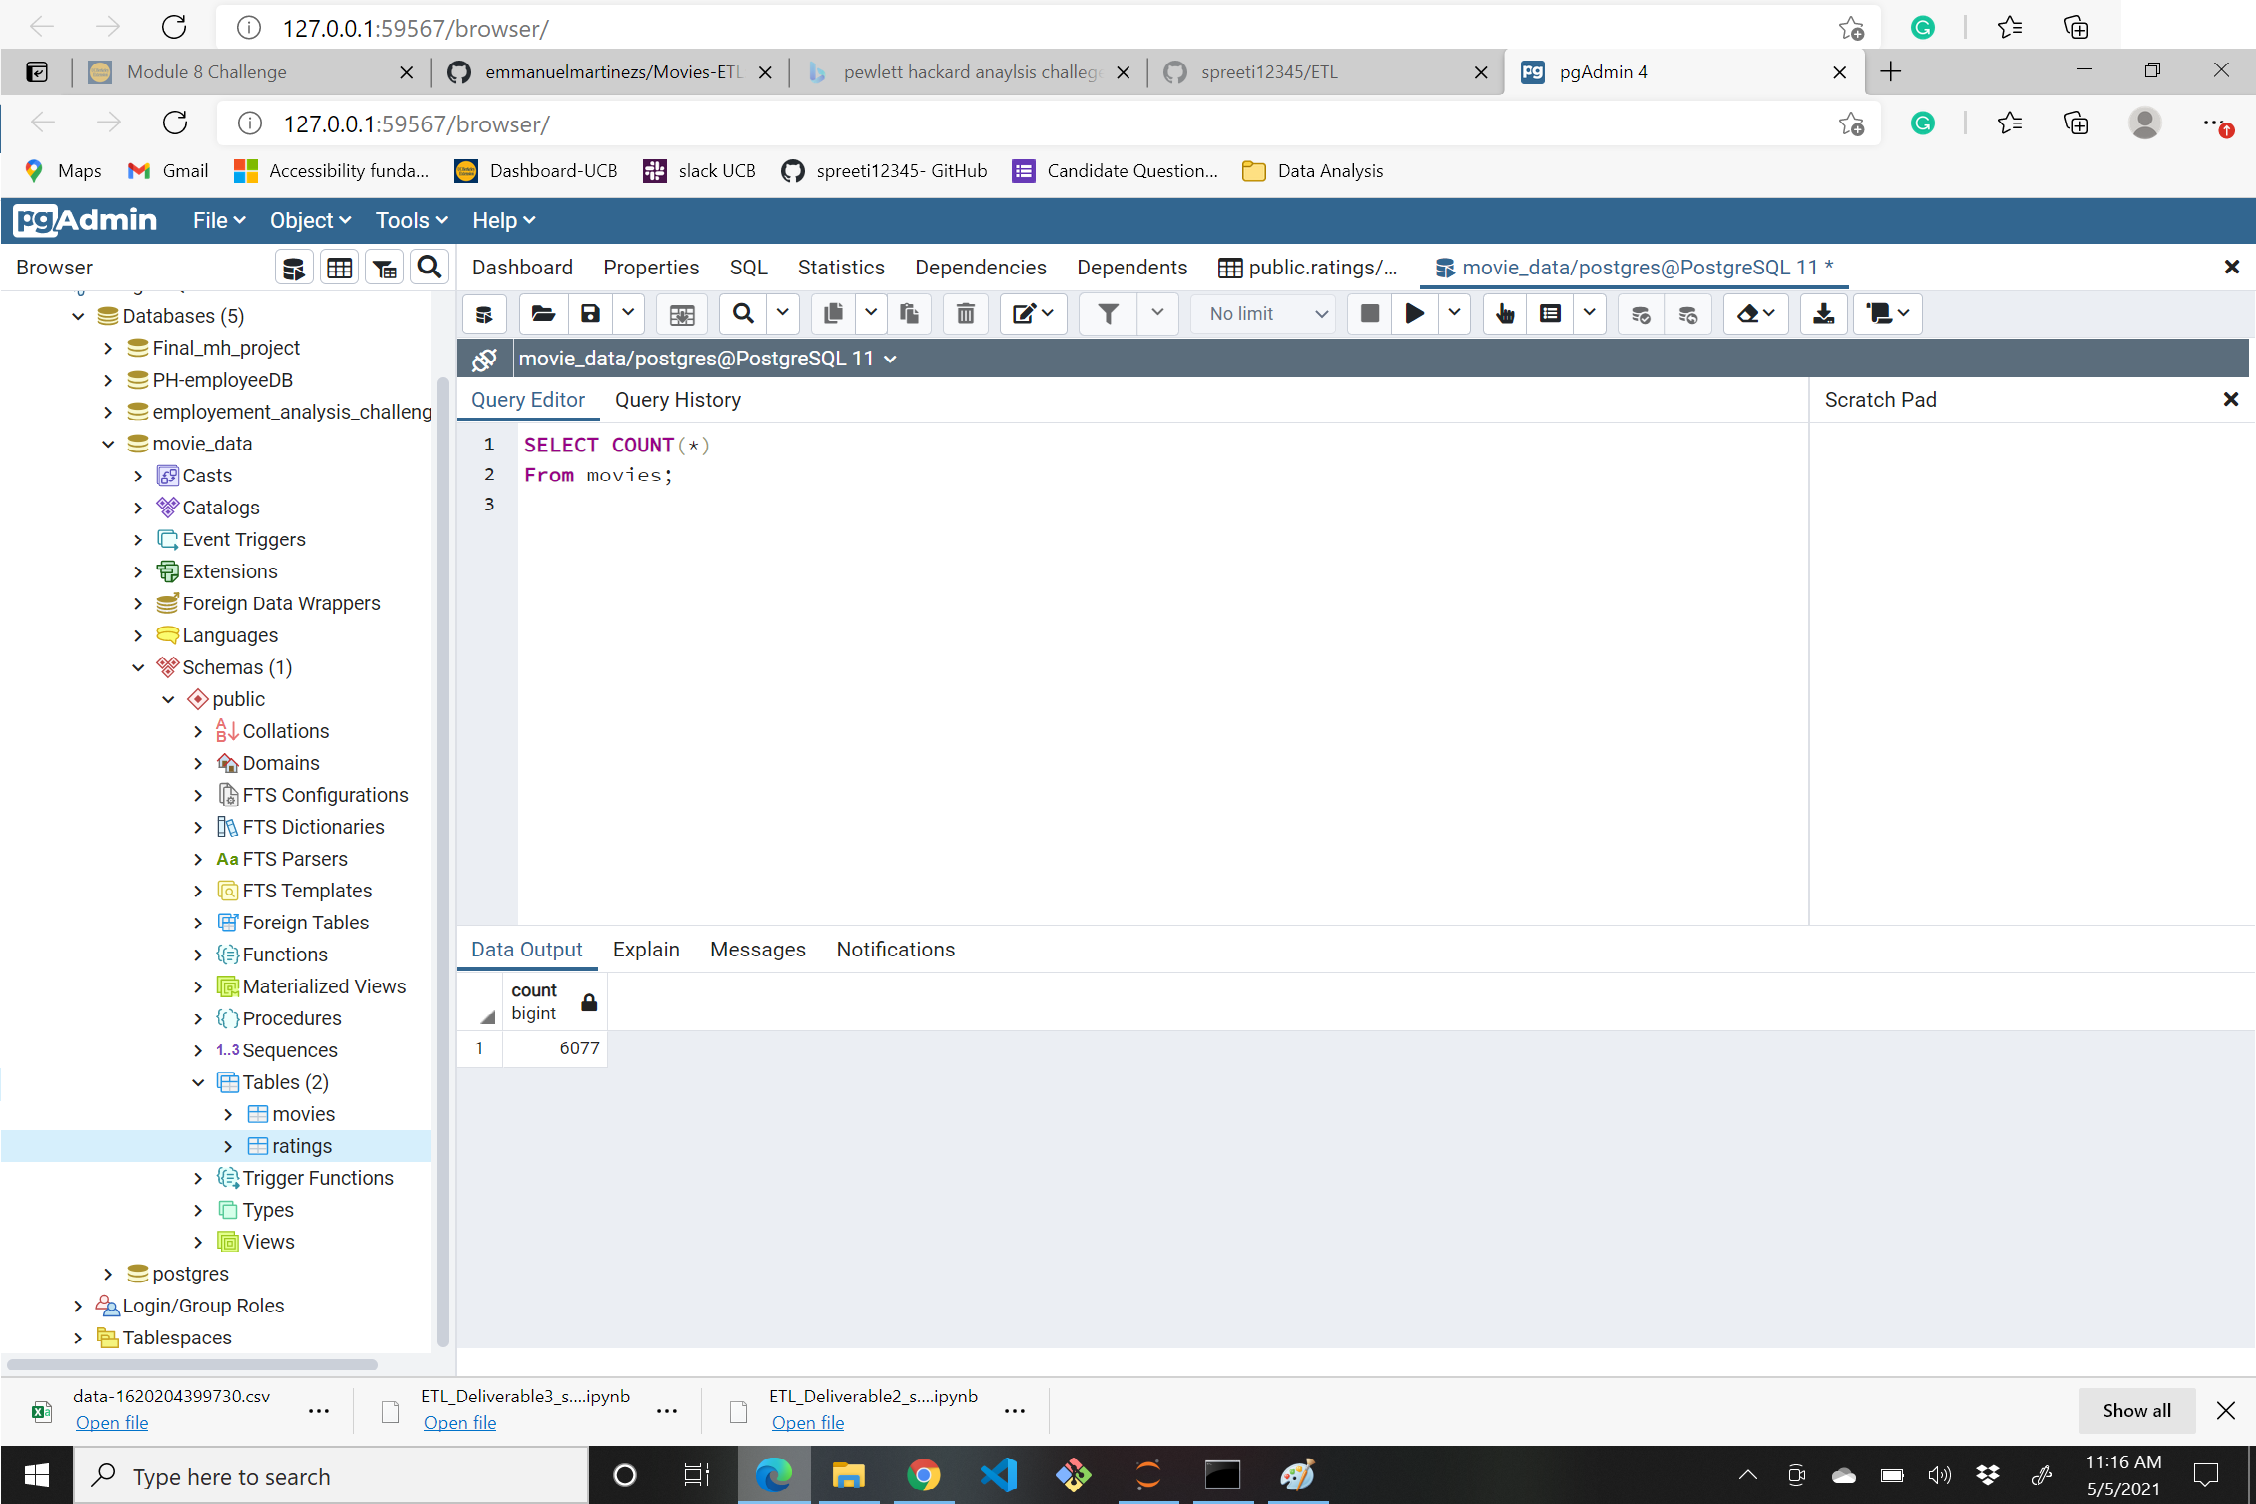 127.0.0.1:59567/browser/
Module 8 Challenge
emmanuelmartinezs/Movies-ETL
pewlett hackard anaylsis challege
spreeti12345/ETL
pgAdmin 4
127.0.0.1:59567/browser/
Maps
Gmail
Accessibility funda...
Dashboard-UCB
slack UCB
spreeti12345- GitHub
Candidate Question...
Data Analysis
pgAdmin
File
Object
Tools
Help
Browser
Dashboard
Properties
SQL
Statistics
Dependencies
Dependents
public.ratings/...
movie_data/postgres@PostgreSQL 11 *
No limit
movie_data/postgres@PostgreSQL 11
Query Editor
Query History
Scratch Pad
1 SELECT COUNT(*)
2 From movies;
3
Databases (5)
Final_mh_project
PH-employeeDB
employement_analysis_challeng
movie_data
Casts
Catalogs
Event Triggers
Extensions
Foreign Data Wrappers
Languages
Schemas (1)
public
Collations
Domains
FTS Configurations
FTS Dictionaries
Aa FTS Parsers
FTS Templates
Foreign Tables
Functions
Materialized Views
Procedures
1..3 Sequences
Tables (2)
movies
ratings
Trigger Functions
Types
Views
postgres
Login/Group Roles
Tablespaces
Data Output
Explain
Messages
Notifications
count
bigint
1 6077
data-1620204399730.csv
Open file
ETL_Deliverable3_s....ipynb
Open file
ETL_Deliverable2_s....ipynb
Open file
Show all
Type here to search
11:16 AM
5/5/2021